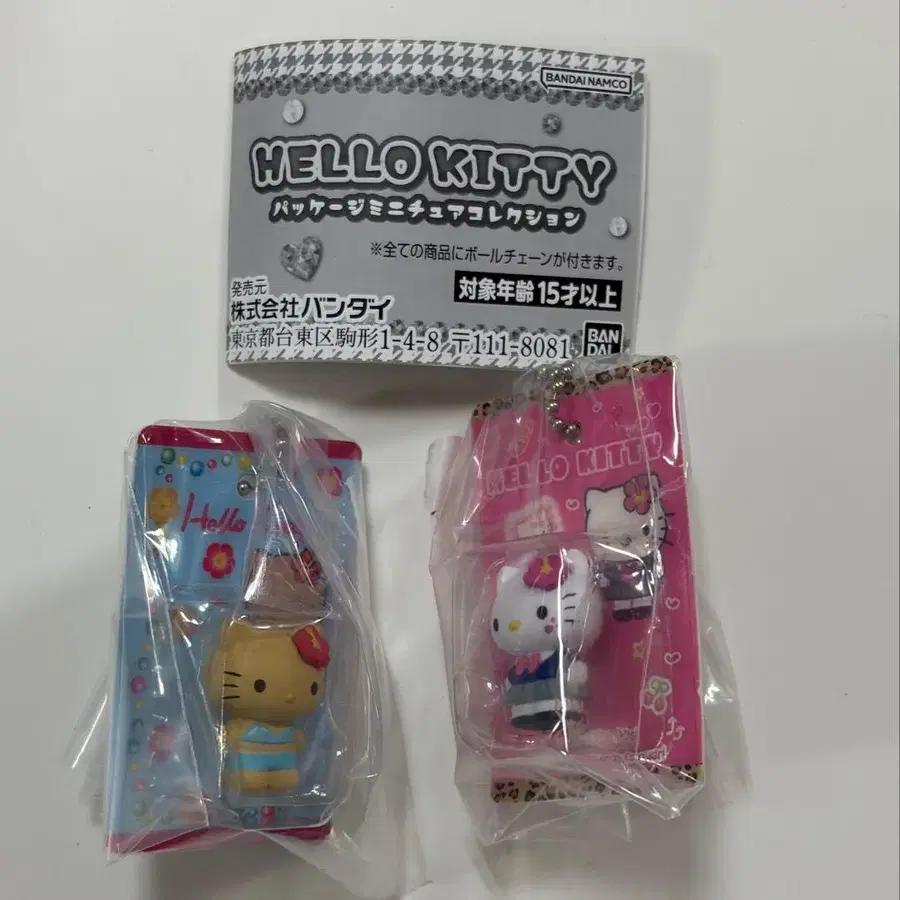 BANDAI NAMCO
HELLO KITTY
パッケージミニチュアコレクション
※全ての商品にボールチェーンが付きます。
対象年齢15才以上
発売元
株式会社バンダイ
東京都台東区駒形1-4-8 〒111-8081
BAN
DAI
Hello
HELLO KITTY